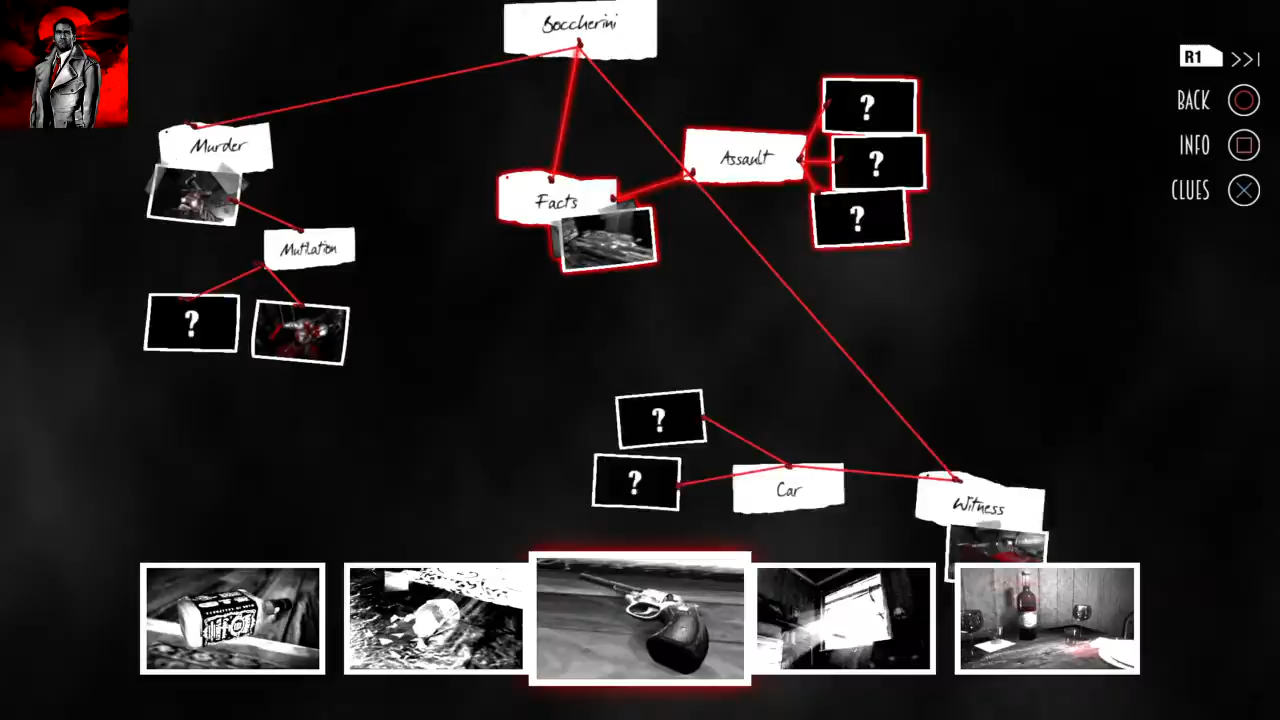 Boccherini
R1
BACK
Murder
Assault
?
INFO
?
CLUES
Facts
?
Mutilation
?
?
?
Car
Witness